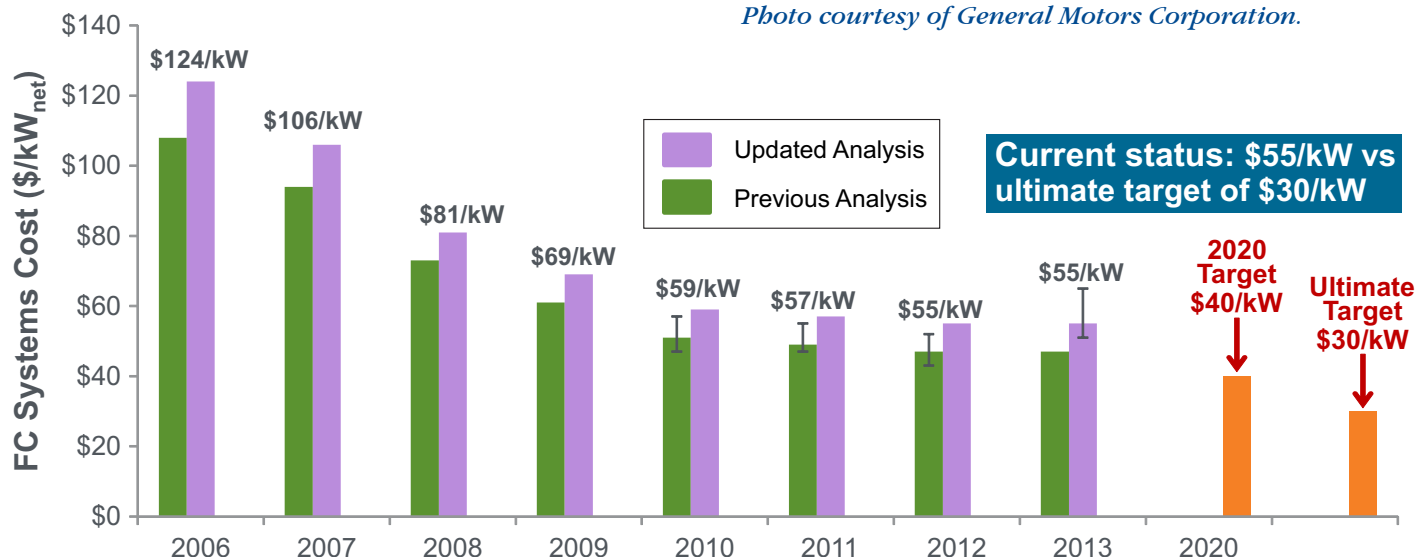 Photo courtesy of General Motors Corporation.
FC Systems Cost ($/kWnet)
$140
$120
$100
$80
$60
$40
$20
$0
$124/kW
$106/kW
$81/kW
$69/kW
$59/kW
$57/kW
$55/kW
$55/kW
Updated Analysis
Previous Analysis
Current status: $55/kW vs
ultimate target of $30/kW
2020
Target
$40/kW
Ultimate
Target
$30/kW
2006
2007
2008
2009
2010
2011
2012
2013
2020